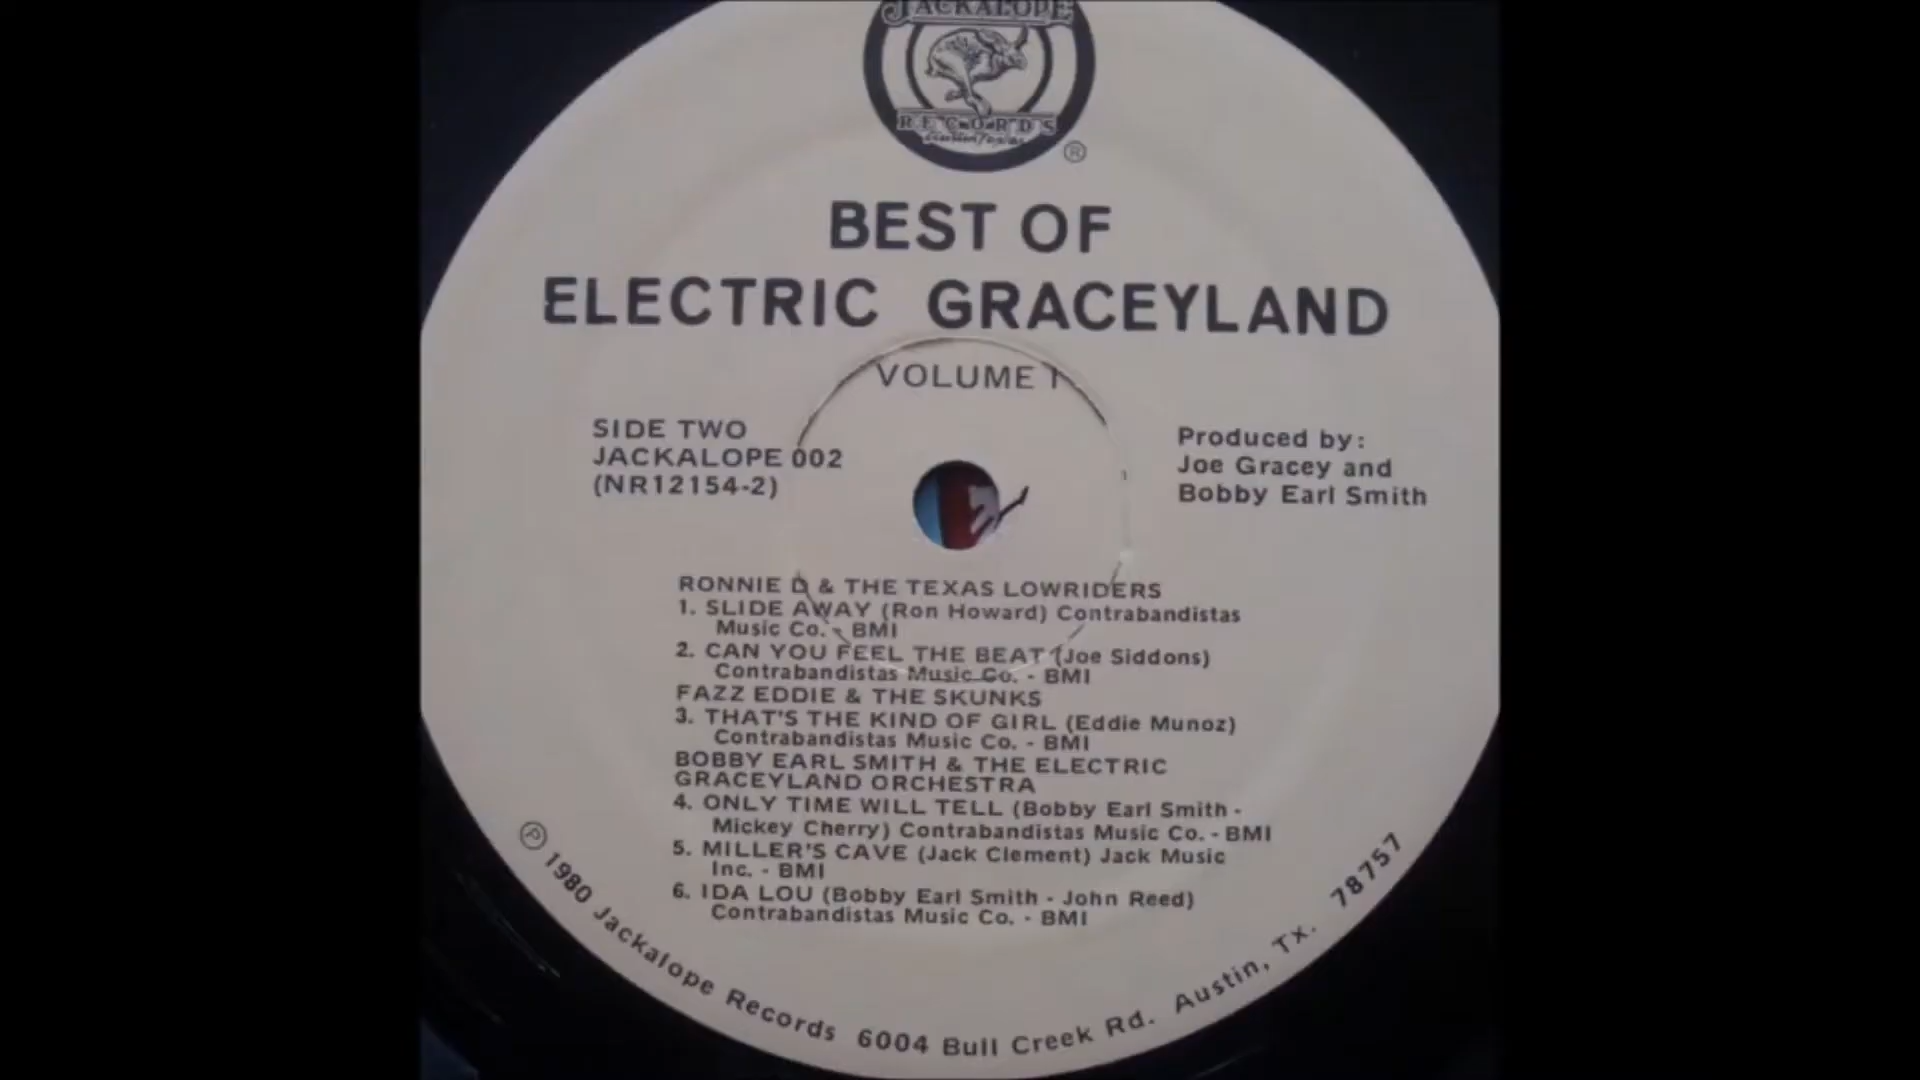 JACKALOPE
RECORDS
Austin Texas
®
BEST OF
ELECTRIC GRACEYLAND
VOLUME 1
SIDE TWO
JACKALOPE 002
(NR12154-2)
Produced by:
Joe Gracey and
Bobby Earl Smith
RONNIE D & THE TEXAS LOWRIDERS
1. SLIDE AWAY (Ron Howard) Contrabandistas
Music Co. - BMI
2. CAN YOU FEEL THE BEAT (Joe Siddons)
Contrabandistas Music Co. - BMI
FAZZ EDDIE & THE SKUNKS
3. THAT'S THE KIND OF GIRL (Eddie Munoz)
Contrabandistas Music Co. - BMI
BOBBY EARL SMITH & THE ELECTRIC
GRACEYLAND ORCHESTRA
4. ONLY TIME WILL TELL (Bobby Earl Smith -
Mickey Cherry) Contrabandistas Music Co. - BMI
5. MILLER'S CAVE (Jack Clement) Jack Music
Inc. - BMI
6. IDA LOU (Bobby Earl Smith - John Reed)
Contrabandistas Music Co. - BMI
℗ 1980 Jackalope Records 6004 Bull Creek Rd. Austin, Tx. 78757